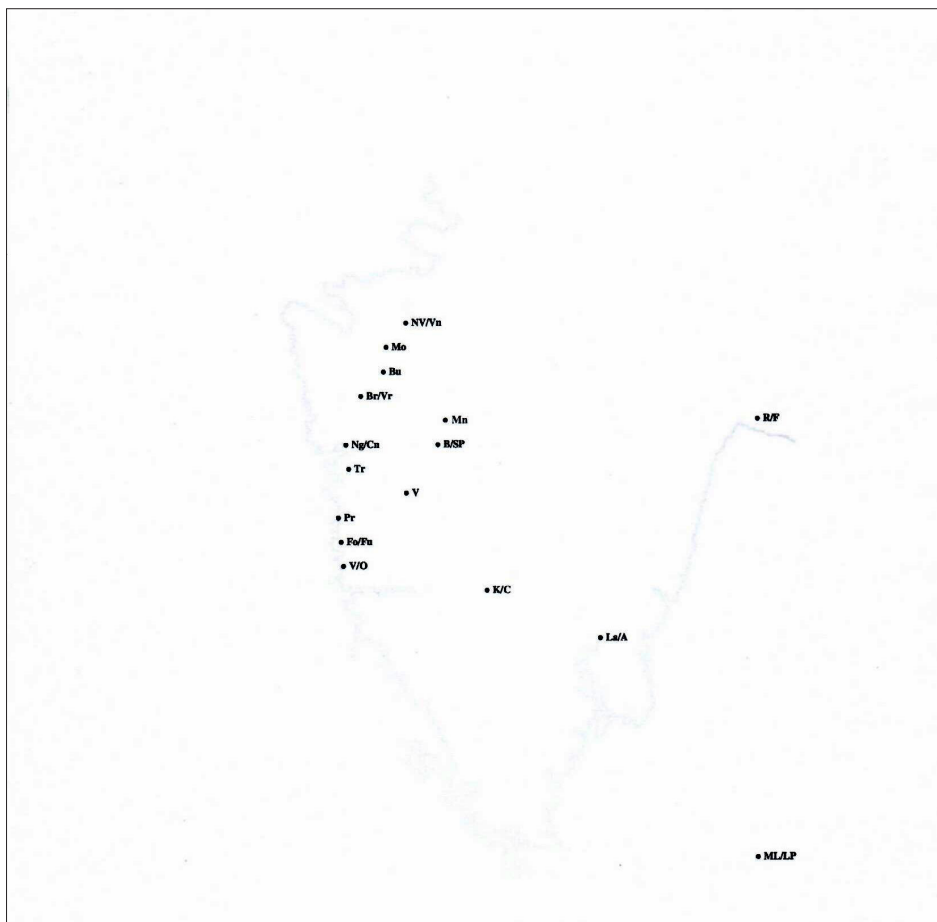 NV/Vn
Mo
Bu
Br/Vr
R/F
Mn
Ng/Cn
B/SP
Tr
V
Pr
Fo/Fu
V/O
K/C
La/A
ML/LP